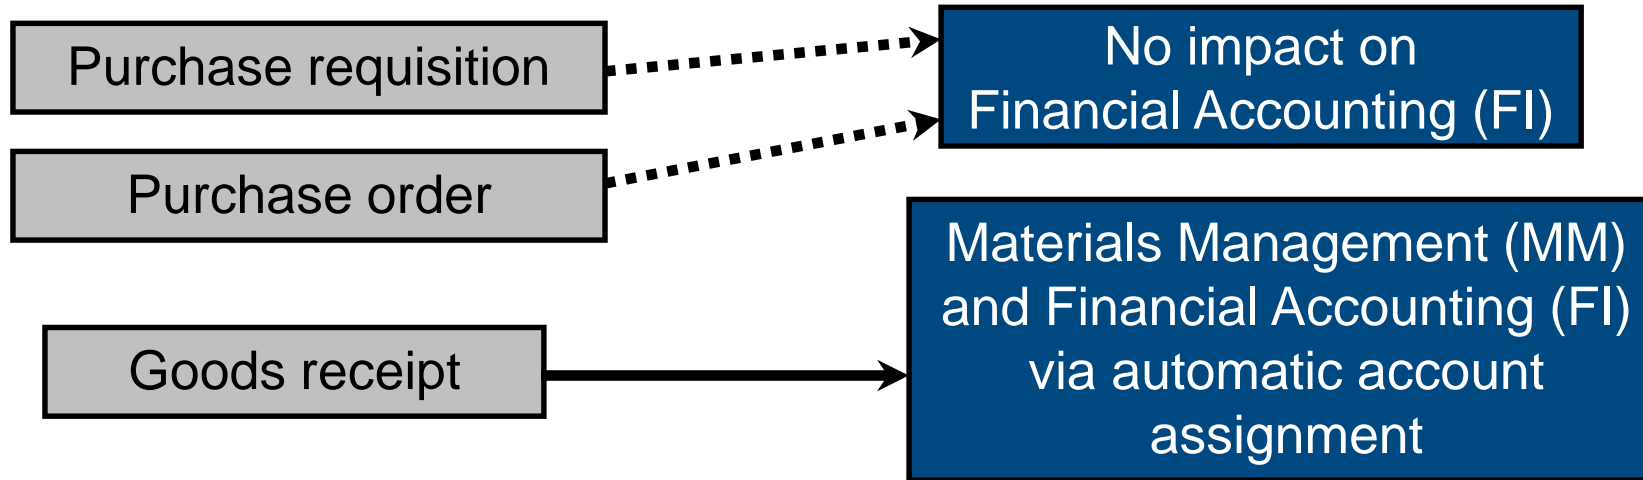 Purchase requisition
No impact on
Financial Accounting (FI)
Purchase order
Materials Management (MM)
and Financial Accounting (FI)
via automatic account
assignment
Goods receipt